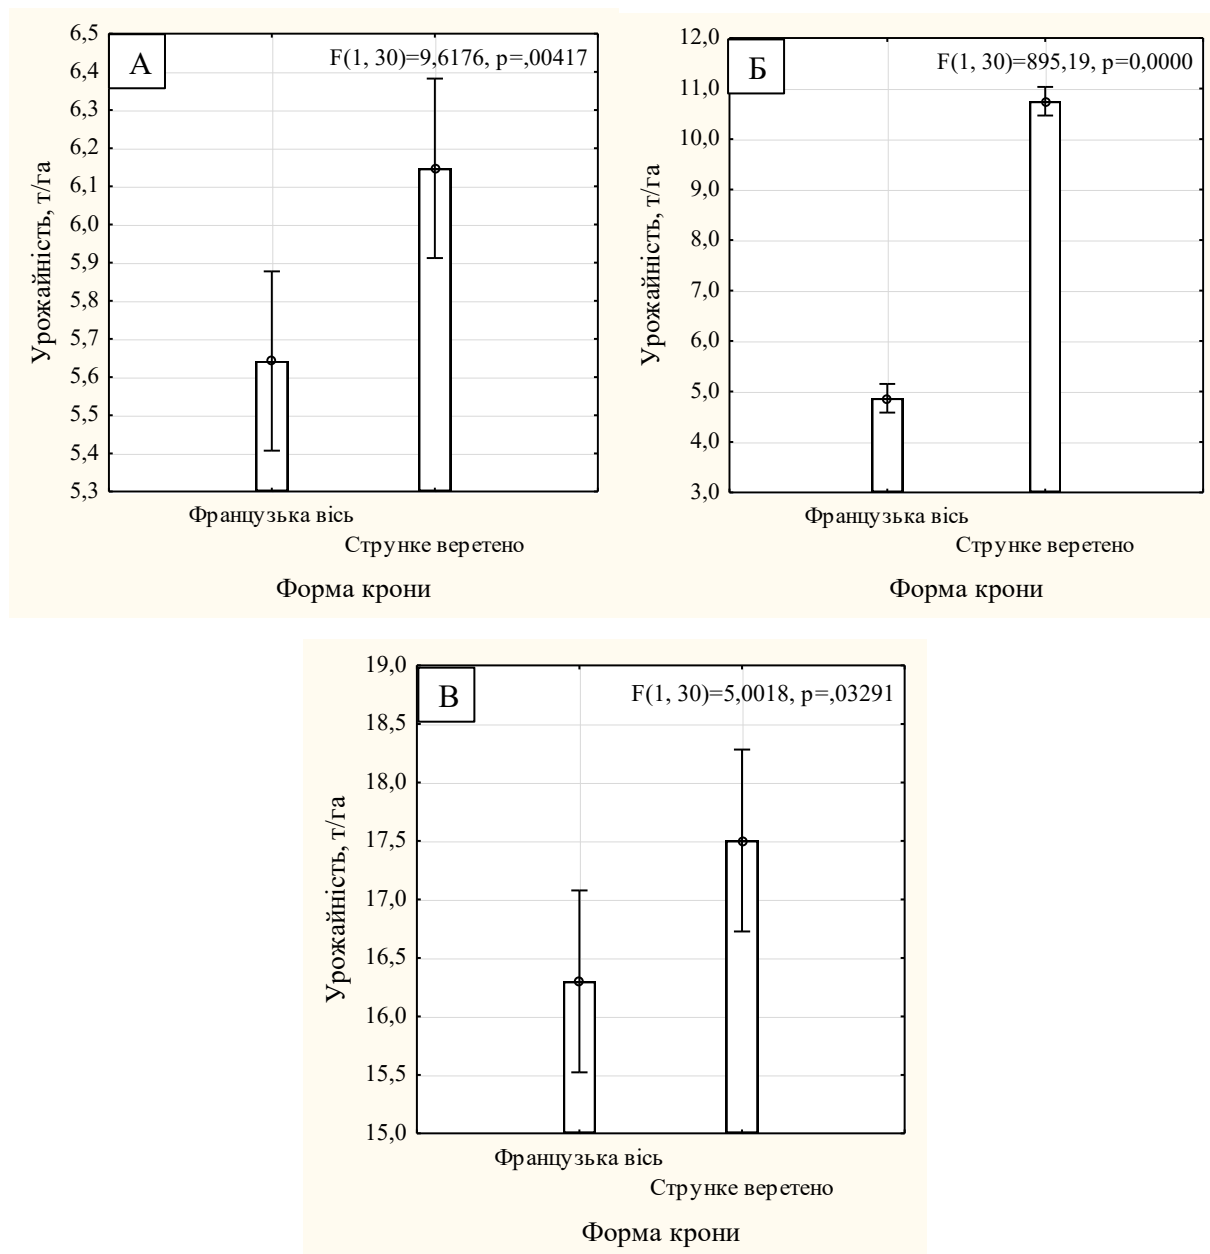 А
F(1, 30)=9,6176, p=,00417
6,5
6,4
6,3
6,2
6,1
6,0
5,9
5,8
5,7
5,6
5,5
5,4
5,3
Урожайність, т/га
Французька вісь
Струнке веретено
Форма крони
Б
F(1, 30)=895,19, p=0,0000
12,0
11,0
10,0
9,0
8,0
7,0
6,0
5,0
4,0
3,0
Урожайність, т/га
Французька вісь
Струнке веретено
Форма крони
В
F(1, 30)=5,0018, p=,03291
19,0
18,5
18,0
17,5
17,0
16,5
16,0
15,5
15,0
Урожайність, т/га
Французька вісь
Струнке веретено
Форма крони